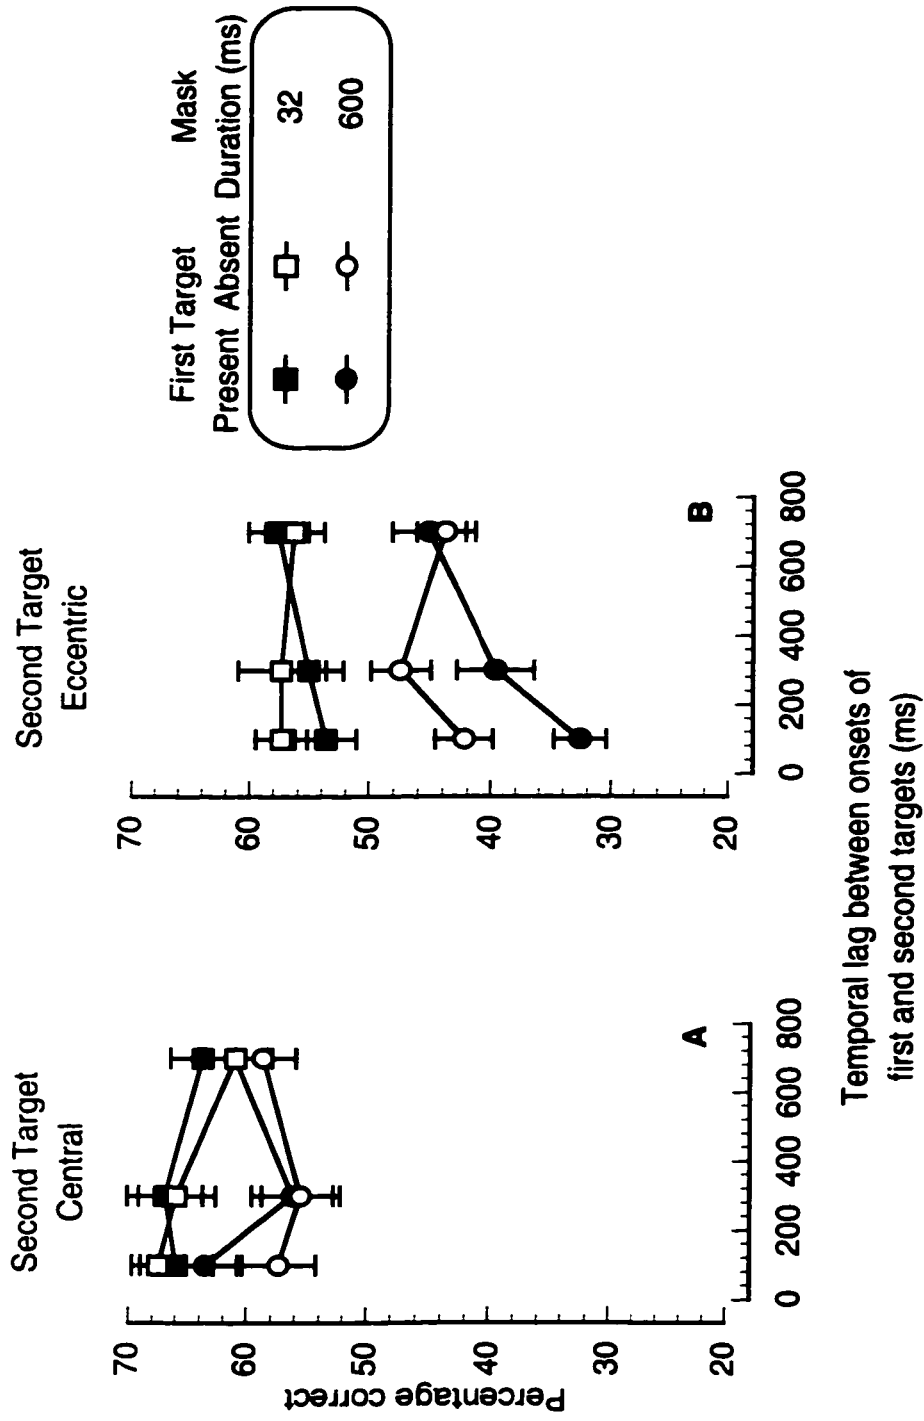 Second Target
Central
Second Target
Eccentric
First Target Mask
Present Absent Duration (ms)
32
600
Percentage correct
70
60
50
40
30
20
A
0 200 400 600 800
70
60
50
40
30
20
B
0 200 400 600 800
Temporal lag between onsets of
first and second targets (ms)